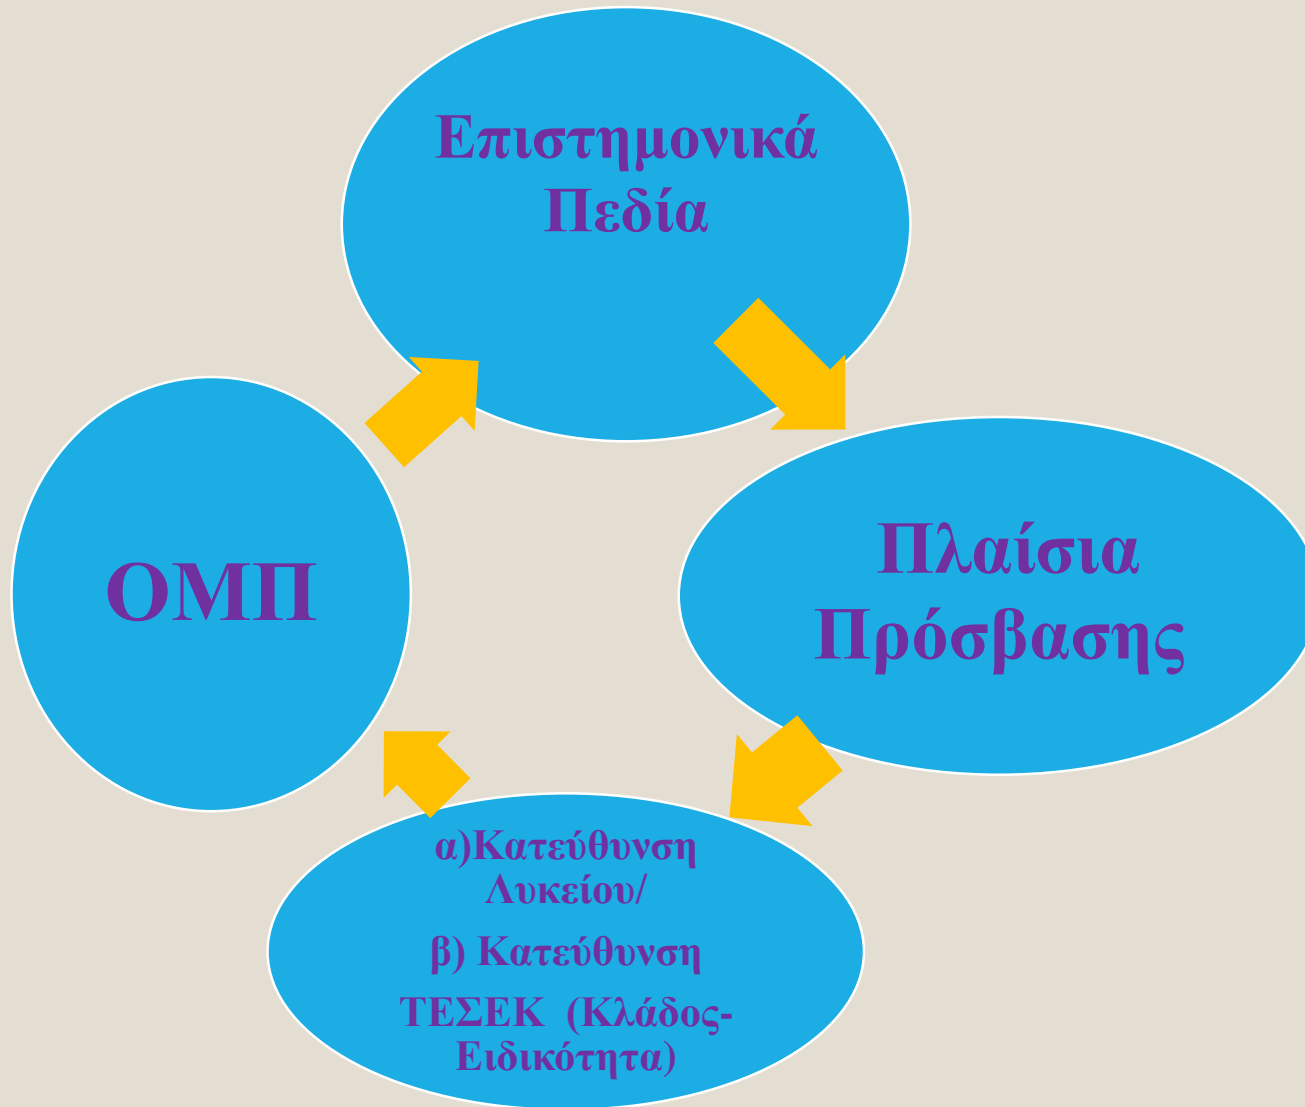 Επιστημονικά
Πεδία
Πλαίσια
Πρόσβασης
ΟΜΠ
α)Κατεύθυνση
Λυκείου/
β) Κατεύθυνση
ΤΕΣΕΚ (Κλάδος-
Ειδικότητα)